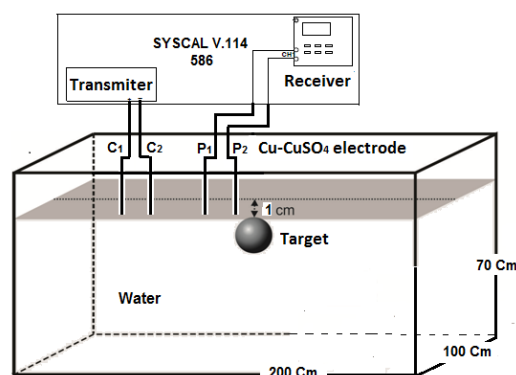 SYSCAL V.114
586
Transmiter
Receiver
CH1
C1
C2
P1
P2
Cu-CuSO4 electrode
1 cm
Target
Water
70 Cm
100 Cm
200 Cm